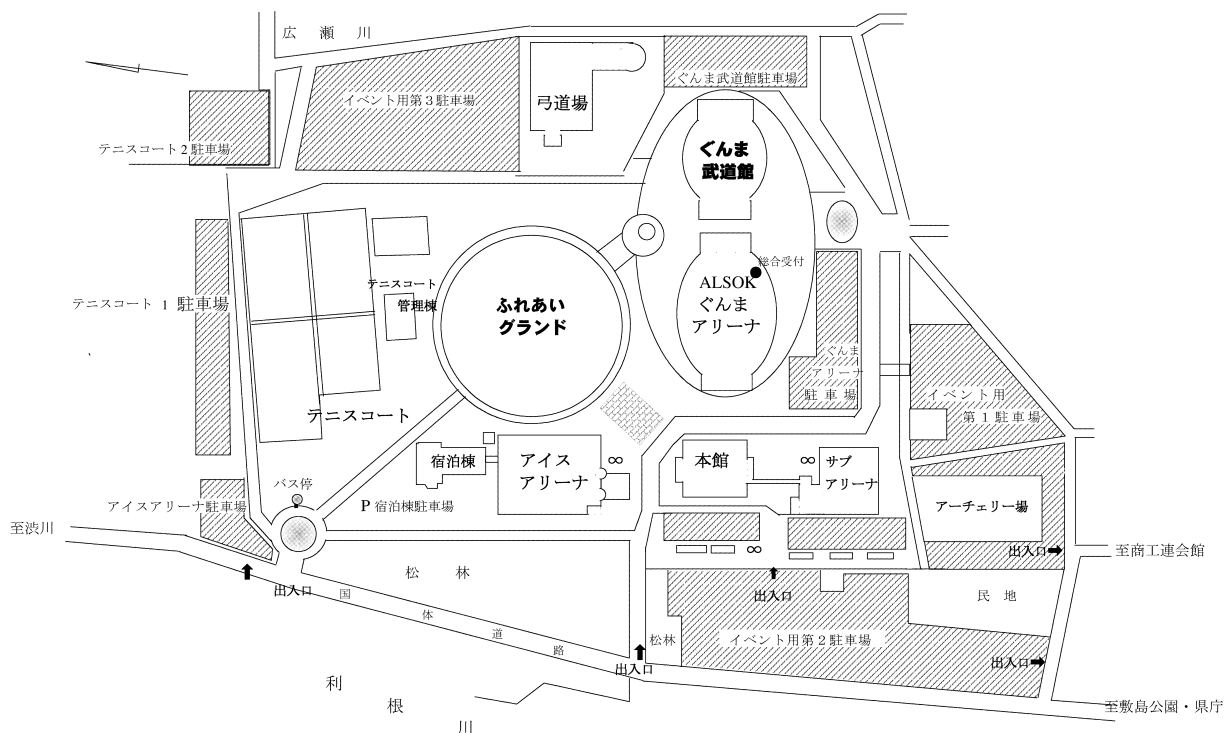 広瀬川
ぐんま武道館駐車場
イベント用第３駐車場
弓道場
テニスコート２駐車場
ぐんま
武道館
総合受付
テニスコート
管理棟
ALSOK
ぐんま
アリーナ
テニスコート 1 駐車場
ふれあい
グランド
ぐんま
アリーナ
駐車場
イベント用
第１駐車場
テニスコート
宿泊棟
アイス
アリーナ
∞
本館
∞
サブ
アリーナ
バス停
アイスアリーナ駐車場
P 宿泊棟駐車場
アーチェリー場
至渋川
∞
出入口
至商工連会館
松林
出入口
国体道路
出入口
民地
松林
イベント用第２駐車場
出入口
出入口
利根川
至敷島公園・県庁